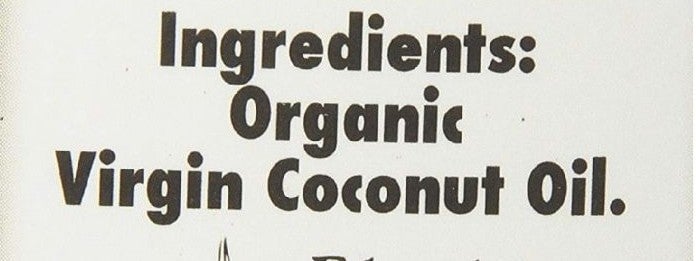 Ingredients:
Organic
Virgin Coconut Oil.